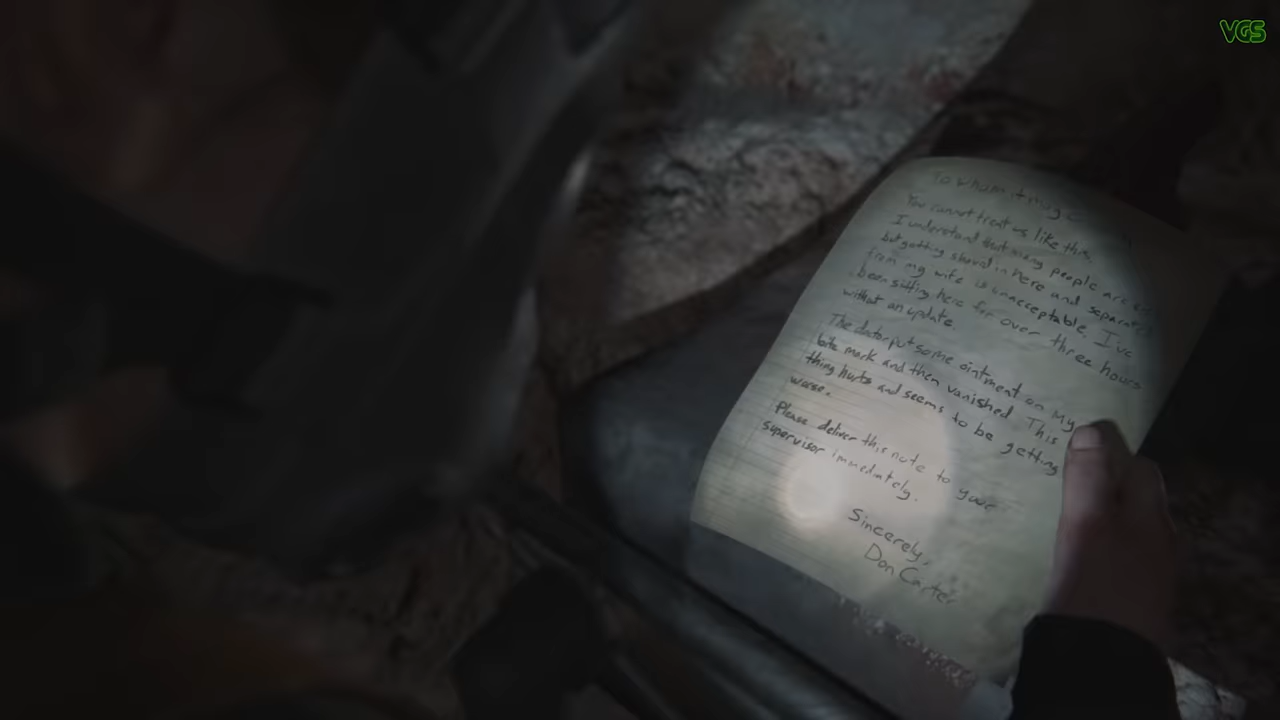 VGS
To whom it may
You cannot treat us like this.
I understand that many people are
but getting shoved in here and separated
from my wife is unacceptable. I've
been sitting here for over three hours
without an update.
The doctor put some ointment on my
bite mark and then vanished. This
thing hurts and seems to be getting
worse.
Please deliver this note to your
supervisor immediately.
Sincerely,
Don Carter